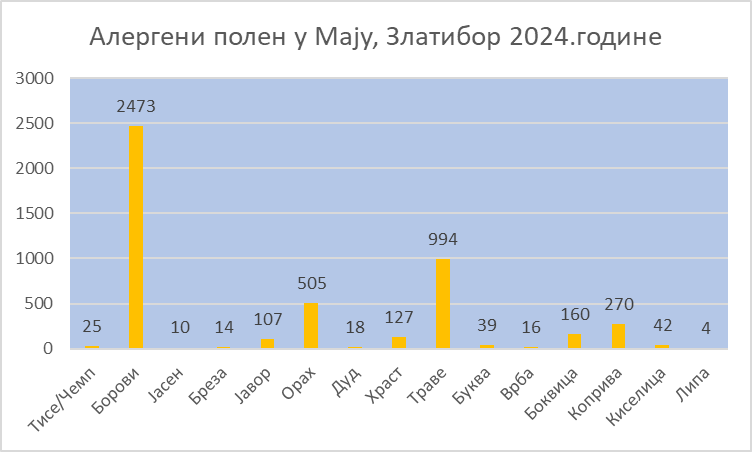 Алергени полен у Мају, Златибор 2024.године
3000
2500
2000
1500
1000
500
0
25
2473
10
14
107
505
18
127
994
39
16
160
270
42
4
Тисе/Чемп
Борови
Јасен
Бреза
Јавор
Орах
Дуд
Храст
Траве
Буква
Врба
Боквица
Коприва
Киселица
Липа